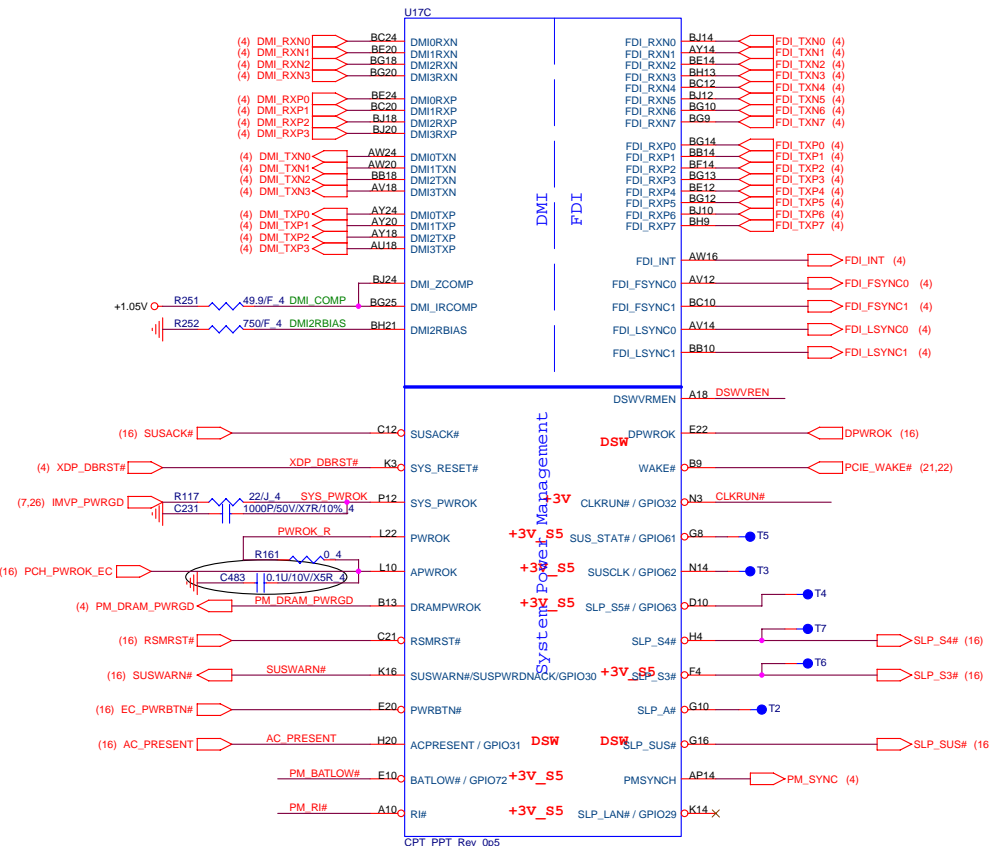 U17C
(4) DMI_RXN0 BC24 DMI0RXN
(4) DMI_RXN1 BE20 DMI1RXN
(4) DMI_RXN2 BG18 DMI2RXN
(4) DMI_RXN3 BG20 DMI3RXN
(4) DMI_RXP0 BE24 DMI0RXP
(4) DMI_RXP1 BC20 DMI1RXP
(4) DMI_RXP2 BJ18 DMI2RXP
(4) DMI_RXP3 BJ20 DMI3RXP
(4) DMI_TXN0 AW24 DMI0TXN
(4) DMI_TXN1 AW20 DMI1TXN
(4) DMI_TXN2 BB18 DMI2TXN
(4) DMI_TXN3 AV18 DMI3TXN
(4) DMI_TXP0 AY24 DMI0TXP
(4) DMI_TXP1 AY20 DMI1TXP
(4) DMI_TXP2 AY18 DMI2TXP
(4) DMI_TXP3 AU18 DMI3TXP
BJ24 DMI_ZCOMP
+1.05V R251 49.9/F_4 DMI_COMP BG25 DMI_IRCOMP
R252 750/F_4 DMI2RBIAS BH21 DMI2RBIAS
DMI
FDI
FDI_RXN0 BJ14 FDI_TXN0 (4)
FDI_RXN1 AY14 FDI_TXN1 (4)
FDI_RXN2 BE14 FDI_TXN2 (4)
FDI_RXN3 BH13 FDI_TXN3 (4)
FDI_RXN4 BC12 FDI_TXN4 (4)
FDI_RXN5 BJ12 FDI_TXN5 (4)
FDI_RXN6 BG10 FDI_TXN6 (4)
FDI_RXN7 BG9 FDI_TXN7 (4)
FDI_RXP0 BG14 FDI_TXP0 (4)
FDI_RXP1 BB14 FDI_TXP1 (4)
FDI_RXP2 BF14 FDI_TXP2 (4)
FDI_RXP3 BG13 FDI_TXP3 (4)
FDI_RXP4 BE12 FDI_TXP4 (4)
FDI_RXP5 BG12 FDI_TXP5 (4)
FDI_RXP6 BJ10 FDI_TXP6 (4)
FDI_RXP7 BH9 FDI_TXP7 (4)
FDI_INT AW16 FDI_INT (4)
FDI_FSYNC0 AV12 FDI_FSYNC0 (4)
FDI_FSYNC1 BC10 FDI_FSYNC1 (4)
FDI_LSYNC0 AV14 FDI_LSYNC0 (4)
FDI_LSYNC1 BB10 FDI_LSYNC1 (4)
(16) SUSACK# C12 SUSACK#
(4) XDP_DBRST# XDP_DBRST# K3 SYS_RESET#
(7,26) IMVP_PWRGD R117 22/J_4 SYS_PWROK P12 SYS_PWROK
C231 1000P/50V/X7R/10%_4
PWROK_R L22 PWROK
R161 0_4
(16) PCH_PWROK_EC L10 APWROK
C483 0.1U/10V/X5R_4
(4) PM_DRAM_PWRGD PM_DRAM_PWRGD B13 DRAMPWROK
(16) RSMRST# C21 RSMRST#
(16) SUSWARN# SUSWARN# K16 SUSWARN#/SUSPWRDNACK/GPIO30
(16) EC_PWRBTN# E20 PWRBTN#
(16) AC_PRESENT AC_PRESENT H20 ACPRESENT / GPIO31 DSW
PM_BATLOW# E10 BATLOW# / GPIO72 +3V_S5
PM_RI# A10 RI# +3V_S5
System Power Management
DSWVRMEN A18 DSWVREN
DSW DPWROK E22 DPWROK (16)
WAKE# B9 PCIE_WAKE# (21,22)
+3V CLKRUN# / GPIO32 N3 CLKRUN#
+3V_S5 SUS_STAT# / GPIO61 G8 T5
+3V_S5 SUSCLK / GPIO62 N14 T3
+3V_S5 SLP_S5# / GPIO63 D10 T4
T7
SLP_S4# H4 SLP_S4# (16)
T6
+3V_S5 SLP_S3# F4 SLP_S3# (16)
SLP_A# G10 T2
DSW SLP_SUS# G16 SLP_SUS# (16
PMSYNCH AP14 PM_SYNC (4)
SLP_LAN# / GPIO29 K14
CPT_PPT_Rev_0p5